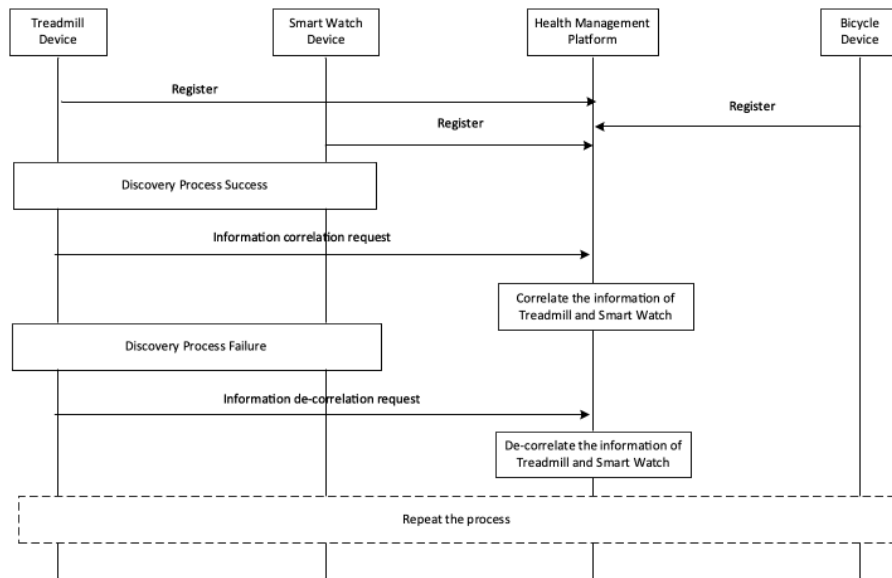 Treadmill
Device
Smart Watch
Device
Health Management
Platform
Bicycle
Device
Register
Register
Register
Discovery Process Success
Information correlation request
Correlate the information of
Treadmill and Smart Watch
Discovery Process Failure
Information de-correlation request
De-correlate the information of
Treadmill and Smart Watch
Repeat the process